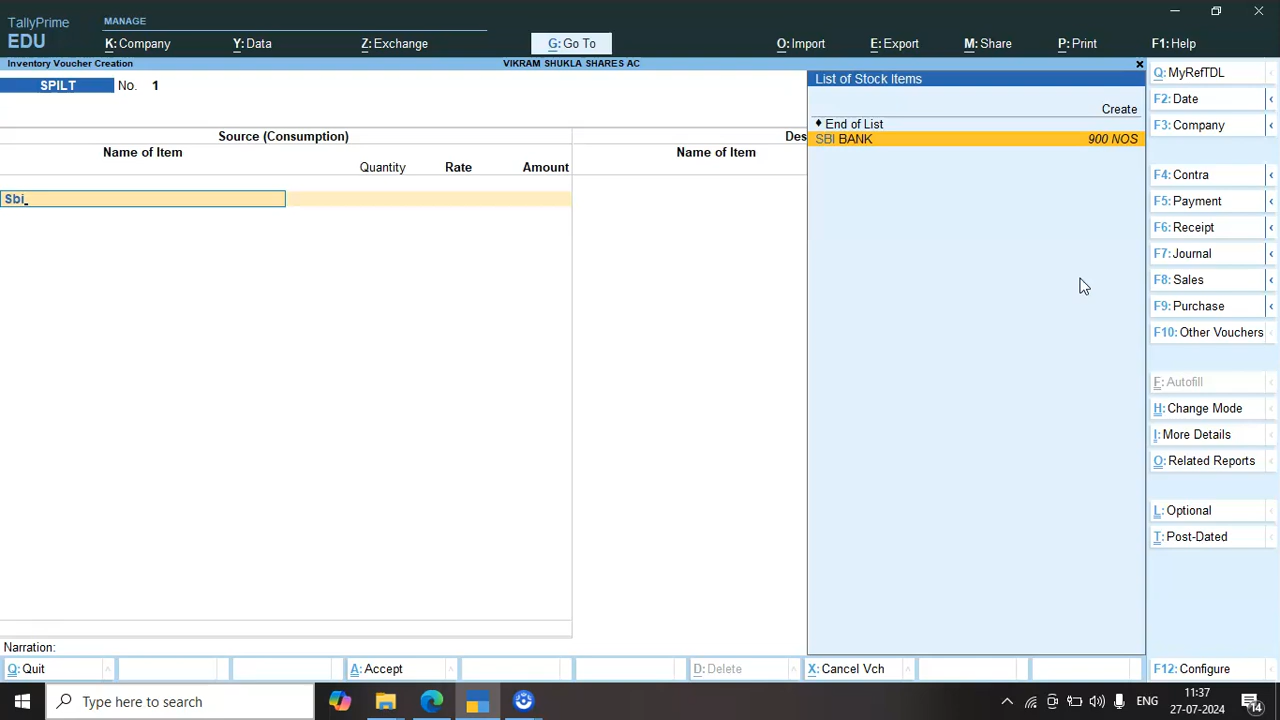 TallyPrime
EDU
MANAGE
K: Company
Y: Data
Z: Exchange
G: Go To
O: Import
E: Export
M: Share
P: Print
F1: Help
Inventory Voucher Creation
VIKRAM SHUKLA SHARES AC
SPILT No. 1
Source (Consumption)
Des
Name of Item
Name of Item
Quantity Rate Amount
Sbi
List of Stock Items
Create
End of List
SBI BANK 900 NOS
Q: MyRefTDL
F2: Date
F3: Company
F4: Contra
F5: Payment
F6: Receipt
F7: Journal
F8: Sales
F9: Purchase
F10: Other Vouchers
F: Autofill
H: Change Mode
I: More Details
O: Related Reports
L: Optional
T: Post-Dated
Narration:
Q: Quit
A: Accept
D: Delete
X: Cancel Vch
F12: Configure
Type here to search
ENG
11:37
27-07-2024
14